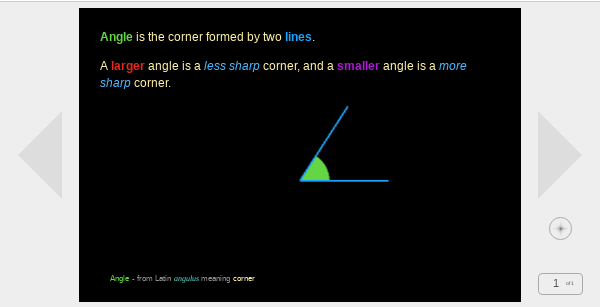 Angle is the corner formed by two lines.
A larger angle is a less sharp corner, and a smaller angle is a more
sharp corner.
Angle - from Latin angulus meaning corner
1 of 1